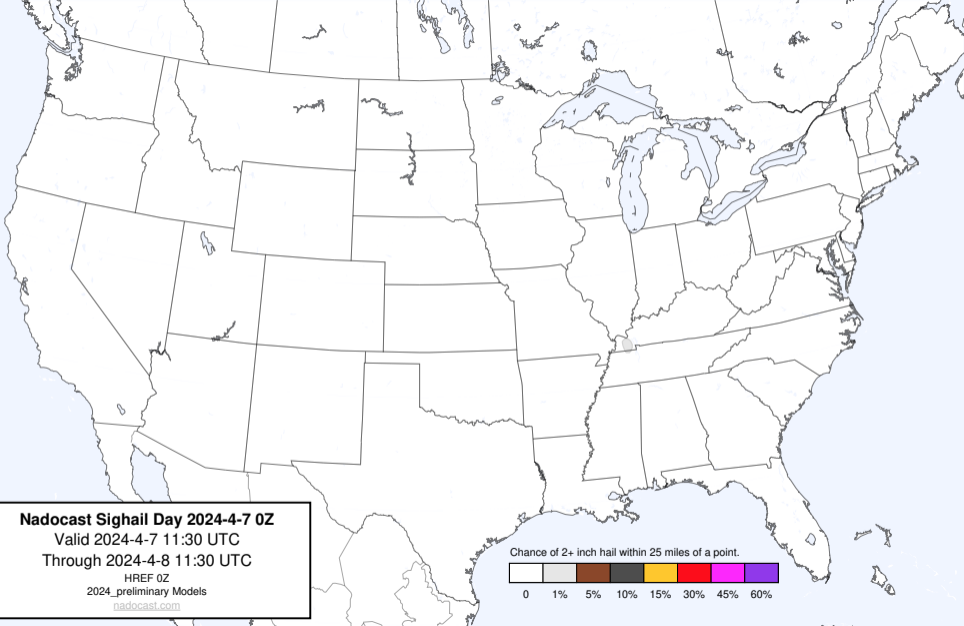 Nadocast Sighail Day 2024-4-7 0Z
Valid 2024-4-7 11:30 UTC
Through 2024-4-8 11:30 UTC
HREF 0Z
2024_preliminary Models
nadocast.com
Chance of 2+ inch hail within 25 miles of a point.
0 1% 5% 10% 15% 30% 45% 60%